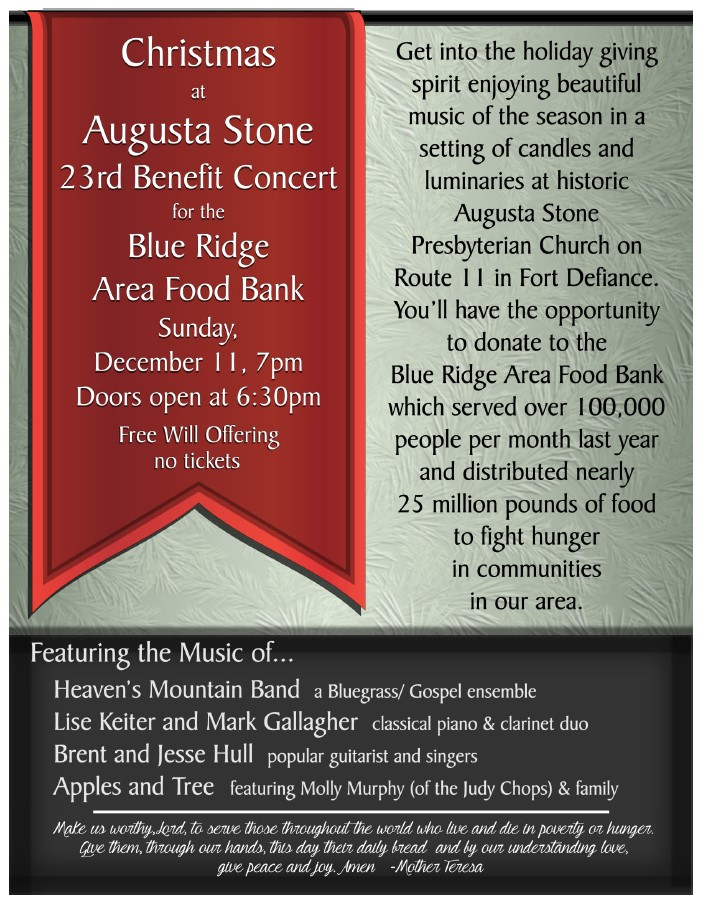 Christmas
at
Augusta Stone
23rd Benefit Concert
for the
Blue Ridge
Area Food Bank
Sunday,
December 11, 7pm
Doors open at 6:30pm
Free Will Offering
no tickets
Get into the holiday giving
spirit enjoying beautiful
music of the season in a
setting of candles and
luminaries at historic
Augusta Stone
Presbyterian Church on
Route 11 in Fort Defiance.
You'll have the opportunity
to donate to the
Blue Ridge Area Food Bank
which served over 100,000
people per month last year
and distributed nearly
25 million pounds of food
to fight hunger
in communities
in our area.
Featuring the Music of...
Heaven's Mountain Band a Bluegrass/ Gospel ensemble
Lise Keiter and Mark Gallagher classical piano & clarinet duo
Brent and Jesse Hull popular guitarist and singers
Apples and Tree featuring Molly Murphy (of the Judy Chops) & family
Make us worthy, Lord, to serve those throughout the world who live and die in poverty or hunger.
Give them, through our hands, this day their daily bread and by our understanding love,
give peace and joy. Amen -Mother Teresa